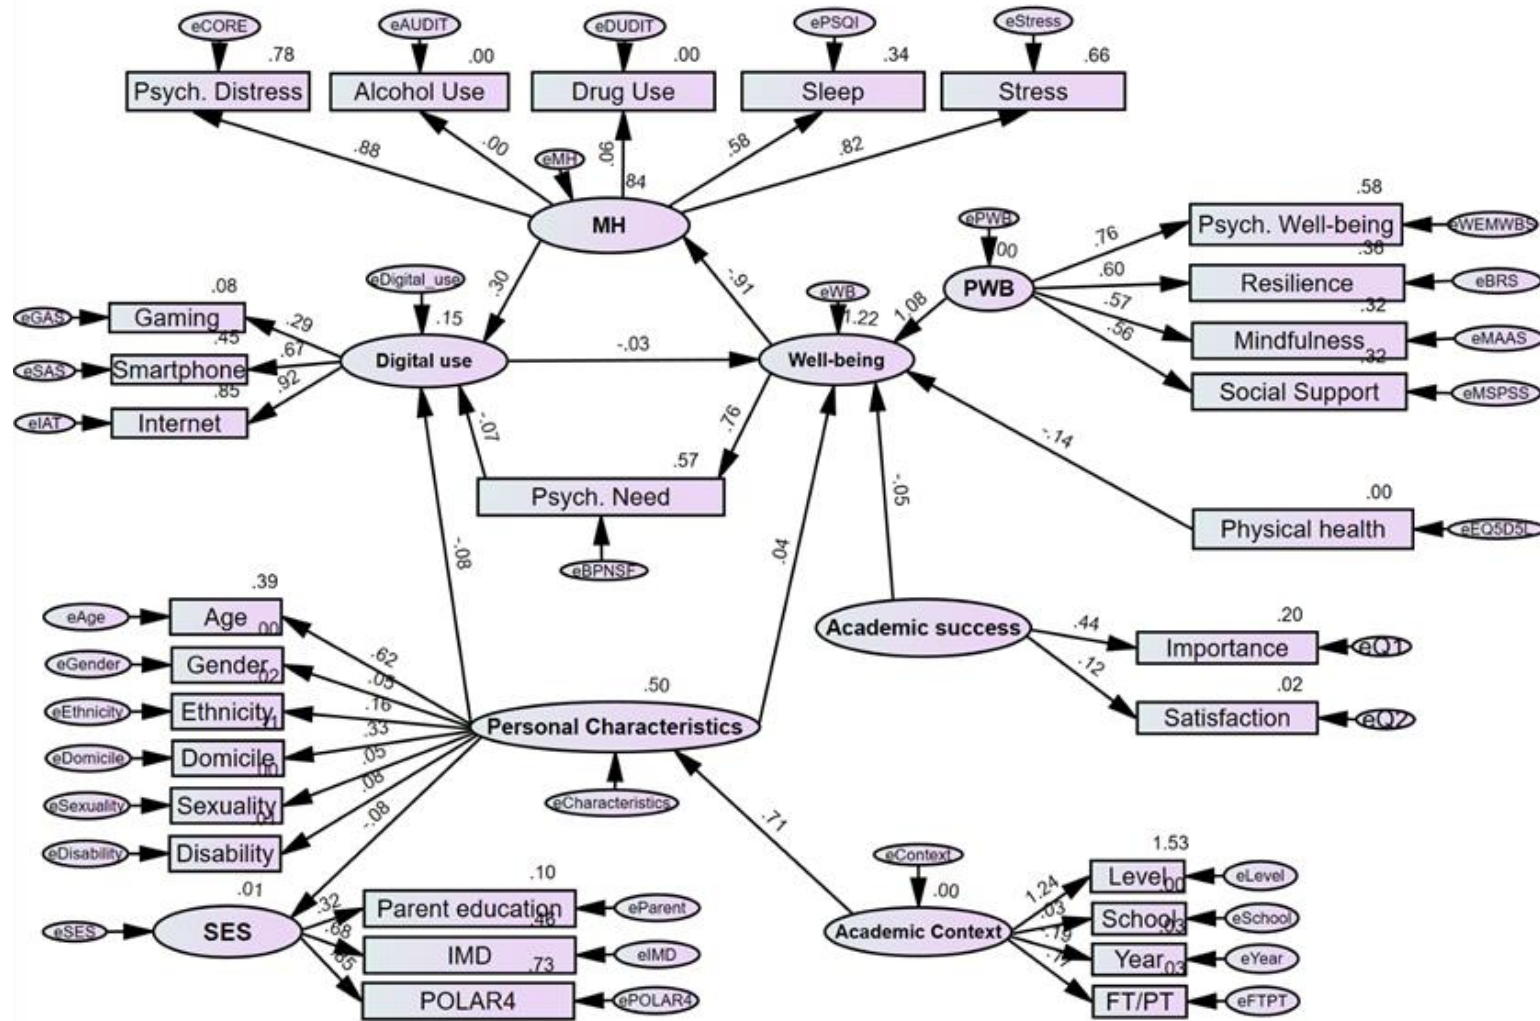 eCORE
eAUDIT
eDUDIT
ePSQI
eStress
.78
.00
.00
.34
.66
Psych. Distress
Alcohol Use
Drug Use
Sleep
Stress
.88
.00
.06
.58
.82
eMH
84
MH
.58
ePWB
00
.76
Psych. Well-being
eWEMWBS
.38
.60
Resilience
eBRS
PWB
.57
.32
Mindfulness
eMAAS
.56
.32
Social Support
eMSPSS
eDigital_use
.30
-.91
eWB
1.08
.08
eGAS
Gaming
.29
.15
1.22
.45
eSAS
Smartphone
.67
Digital use
-.03
Well-being
.85
eIAT
Internet
.92
-.07
.76
.57
Psych. Need
eBPNSF
-.14
.00
Physical health
eEQ5D5L
-.08
.04
-.05
.39
eAge
Age
.62
.00
eGender
Gender
.05
.02
eEthnicity
Ethnicity
.16
eDomicile
Domicile
.33
.00
eSexuality
Sexuality
.05
.01
eDisability
Disability
.08
-.08
Academic success
.44
.20
Importance
eQ1
.12
.02
Satisfaction
eQ2
.50
Personal Characteristics
eCharacteristics
.71
.01
eSES
SES
.32
.10
Parent education
eParent
.68
.46
IMD
eIMD
.73
POLAR4
ePOLAR4
eContext
.00
Academic Context
1.53
1.24
Level
eLevel
.00
.03
School
eSchool
.03
-.19
Year
eYear
.03
FT/PT
eFTPT